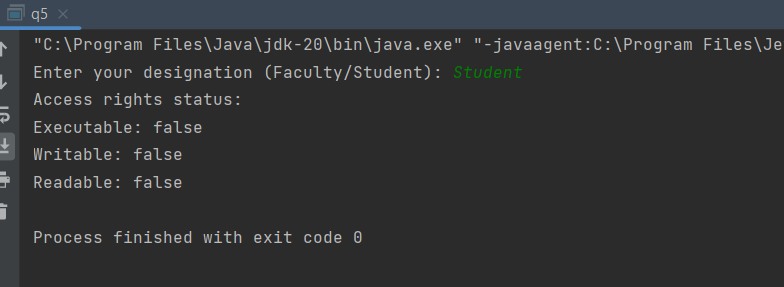 q5
"C:\Program Files\Java\jdk-20\bin\java.exe" "-javaagent:C:\Program Files\Je
Enter your designation (Faculty/Student): Student
Access rights status:
Executable: false
Writable: false
Readable: false
Process finished with exit code 0